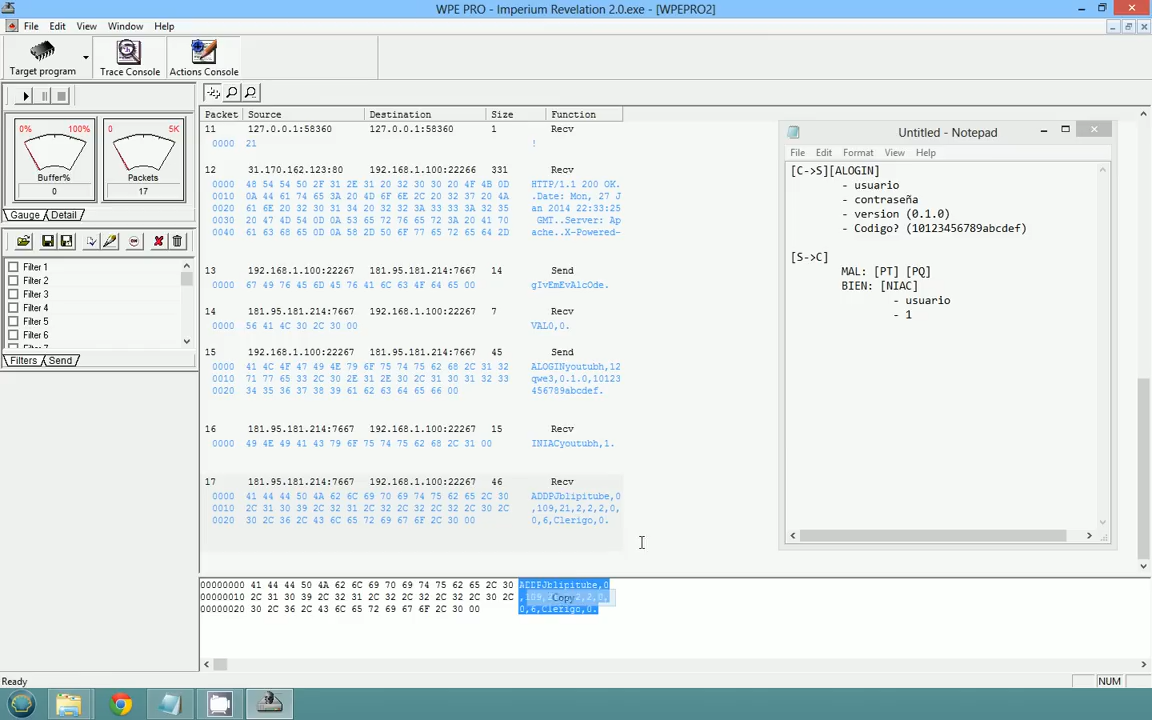 WPE PRO - Imperium Revelation 2.0.exe - [WPEPRO2]
File Edit View Window Help
Target program Trace Console Actions Console
0% 100% 0 5K
Buffer% Packets
0 17
Gauge Detail
Filter 1
Filter 2
Filter 3
Filter 4
Filter 5
Filter 6
Filters Send
Packet Source Destination Size Function
11 127.0.0.1:58360 127.0.0.1:58360 1 Recv
0000 21 !
12 31.170.162.123:80 192.168.1.100:22266 331 Recv
0000 48 54 54 50 2F 31 2E 31 20 32 30 30 20 4F 4B 0D HTTP/1.1 200 OK.
0010 0A 44 61 74 65 3A 20 4D 6F 6E 2C 20 32 37 20 4A .Date: Mon, 27 J
0020 61 6E 20 32 30 31 34 20 32 32 3A 33 33 3A 32 35 an 2014 22:33:25
0030 20 47 4D 54 0D 0A 53 65 72 76 65 72 3A 20 41 70 GMT..Server: Ap
0040 61 63 68 65 0D 0A 58 2D 50 6F 77 65 72 65 64 2D ache..X-Powered-
13 192.168.1.100:22267 181.95.181.214:7667 14 Send
0000 67 49 76 45 6D 45 76 41 6C 63 4F 64 65 00 gIvEmEvAlcOde.
14 181.95.181.214:7667 192.168.1.100:22267 7 Recv
0000 56 41 4C 30 2C 30 00 VAL0,0.
15 192.168.1.100:22267 181.95.181.214:7667 45 Send
0000 41 4C 4F 47 49 4E 79 6F 75 74 75 62 68 2C 31 32 ALOGINyoutubh,12
0010 71 77 65 33 2C 30 2E 31 2E 30 2C 31 30 31 32 33 qwe3,0.1.0,10123
0020 34 35 36 37 38 39 61 62 63 64 65 66 00 456789abcdef.
16 181.95.181.214:7667 192.168.1.100:22267 15 Recv
0000 49 4E 49 41 43 79 6F 75 74 75 62 68 2C 31 00 INIACyoutubh,1.
17 181.95.181.214:7667 192.168.1.100:22267 46 Recv
0000 41 44 44 50 4A 62 6C 69 70 69 74 75 62 65 2C 30 ADDPJblipitube,0
0010 2C 31 30 39 2C 32 31 2C 32 2C 32 2C 32 2C 30 2C ,109,21,2,2,2,0,
0020 30 2C 36 2C 43 6C 65 72 69 67 6F 2C 30 00 0,6,Clerigo,0.
00000000 41 44 44 50 4A 62 6C 69 70 69 74 75 62 65 2C 30 ADDPJblipitube,0
00000010 2C 31 30 39 2C 32 31 2C 32 2C 32 2C 32 2C 30 2C
Copy
00000020 30 2C 36 2C 43 6C 65 72 69 67 6F 2C 30 00 0,6,Clerigo,0.
Untitled - Notepad
File Edit Format View Help
[C->S][ALOGIN]
- usuario
- contraseña
- version (0.1.0)
- Codigo? (10123456789abcdef)
[S->C]
MAL: [PT] [PQ]
BIEN: [NIAC]
- usuario
- 1
Ready NUM